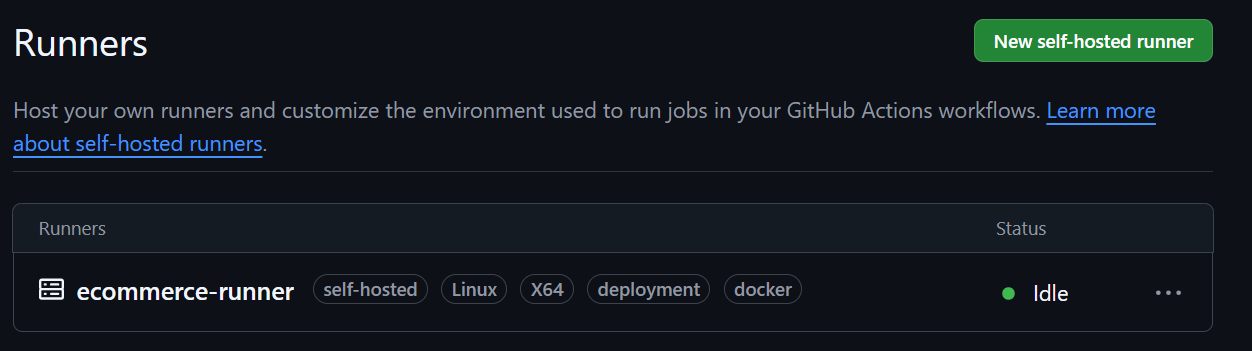 Runners
New self-hosted runner
Host your own runners and customize the environment used to run jobs in your GitHub Actions workflows. Learn more
about self-hosted runners.
Runners Status
ecommerce-runner self-hosted Linux X64 deployment docker Idle